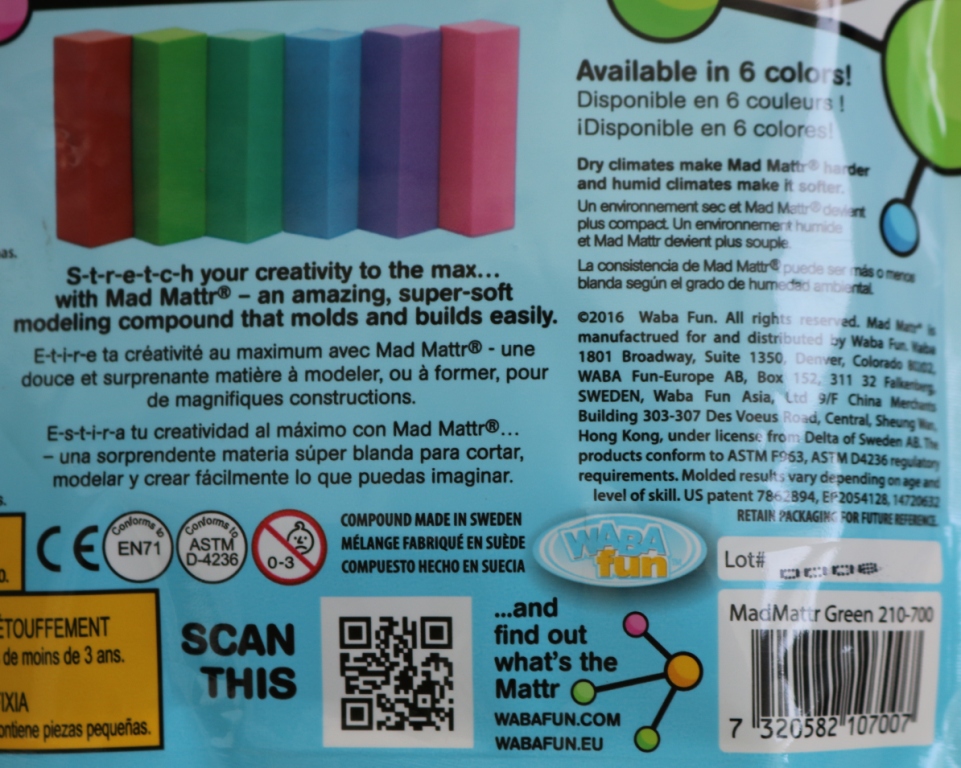 as.
S-t-r-e-t-c-h your creativity to the max...
with Mad Mattr® – an amazing, super-soft
modeling compound that molds and builds easily.
E-t-i-r-e ta créativité au maximum avec Mad Mattr® - une
douce et surprenante matière à modeler, ou à former, pour
de magnifiques constructions.
E-s-t-i-r-a tu creatividad al máximo con Mad Mattr®...
– una sorprendente materia súper blanda para cortar,
modelar y crear fácilmente lo que puedas imaginar.
Available in 6 colors!
Disponible en 6 couleurs !
¡Disponible en 6 colores!
Dry climates make Mad Mattr® harder
and humid climates make it softer.
Un environnement sec et Mad Mattr® devient
plus compact. Un environnement humide
et Mad Mattr devient plus souple.
La consistencia de Mad Mattr® puede ser más o menos
blanda según el grado de humedad ambiental.
©2016 Waba Fun. All rights reserved. Mad Mattr® is
manufactrued for and distributed by Waba Fun. Waba
1801 Broadway, Suite 1350, Denver, Colorado 80202,
WABA Fun-Europe AB, Box 152, 311 32 Falkenberg,
SWEDEN, Waba Fun Asia, Ltd 9/F China Merchants
Building 303-307 Des Voeus Road, Central, Sheung Wan,
Hong Kong, under license from Delta of Sweden AB. The
products conform to ASTM F963, ASTM D4236 regulatory
requirements. Molded results vary depending on age and
level of skill. US patent 7862894, EP2054128, 14720632
RETAIN PACKAGING FOR FUTURE REFERENCE.
CE
Conforms to
EN71
Conforms to
ASTM
D-4236
0-3
COMPOUND MADE IN SWEDEN
MÉLANGE FABRIQUÉ EN SUÈDE
COMPUESTO HECHO EN SUECIA
WABA
fun
Lot#
ÉTOUFFEMENT
de moins de 3 ans.
IXIA
ontiene piezas pequeñas.
SCAN
THIS
...and
find out
what's the
Mattr
WABAFUN.COM
WABAFUN.EU
MadMattr Green 210-700
7 320582 107007